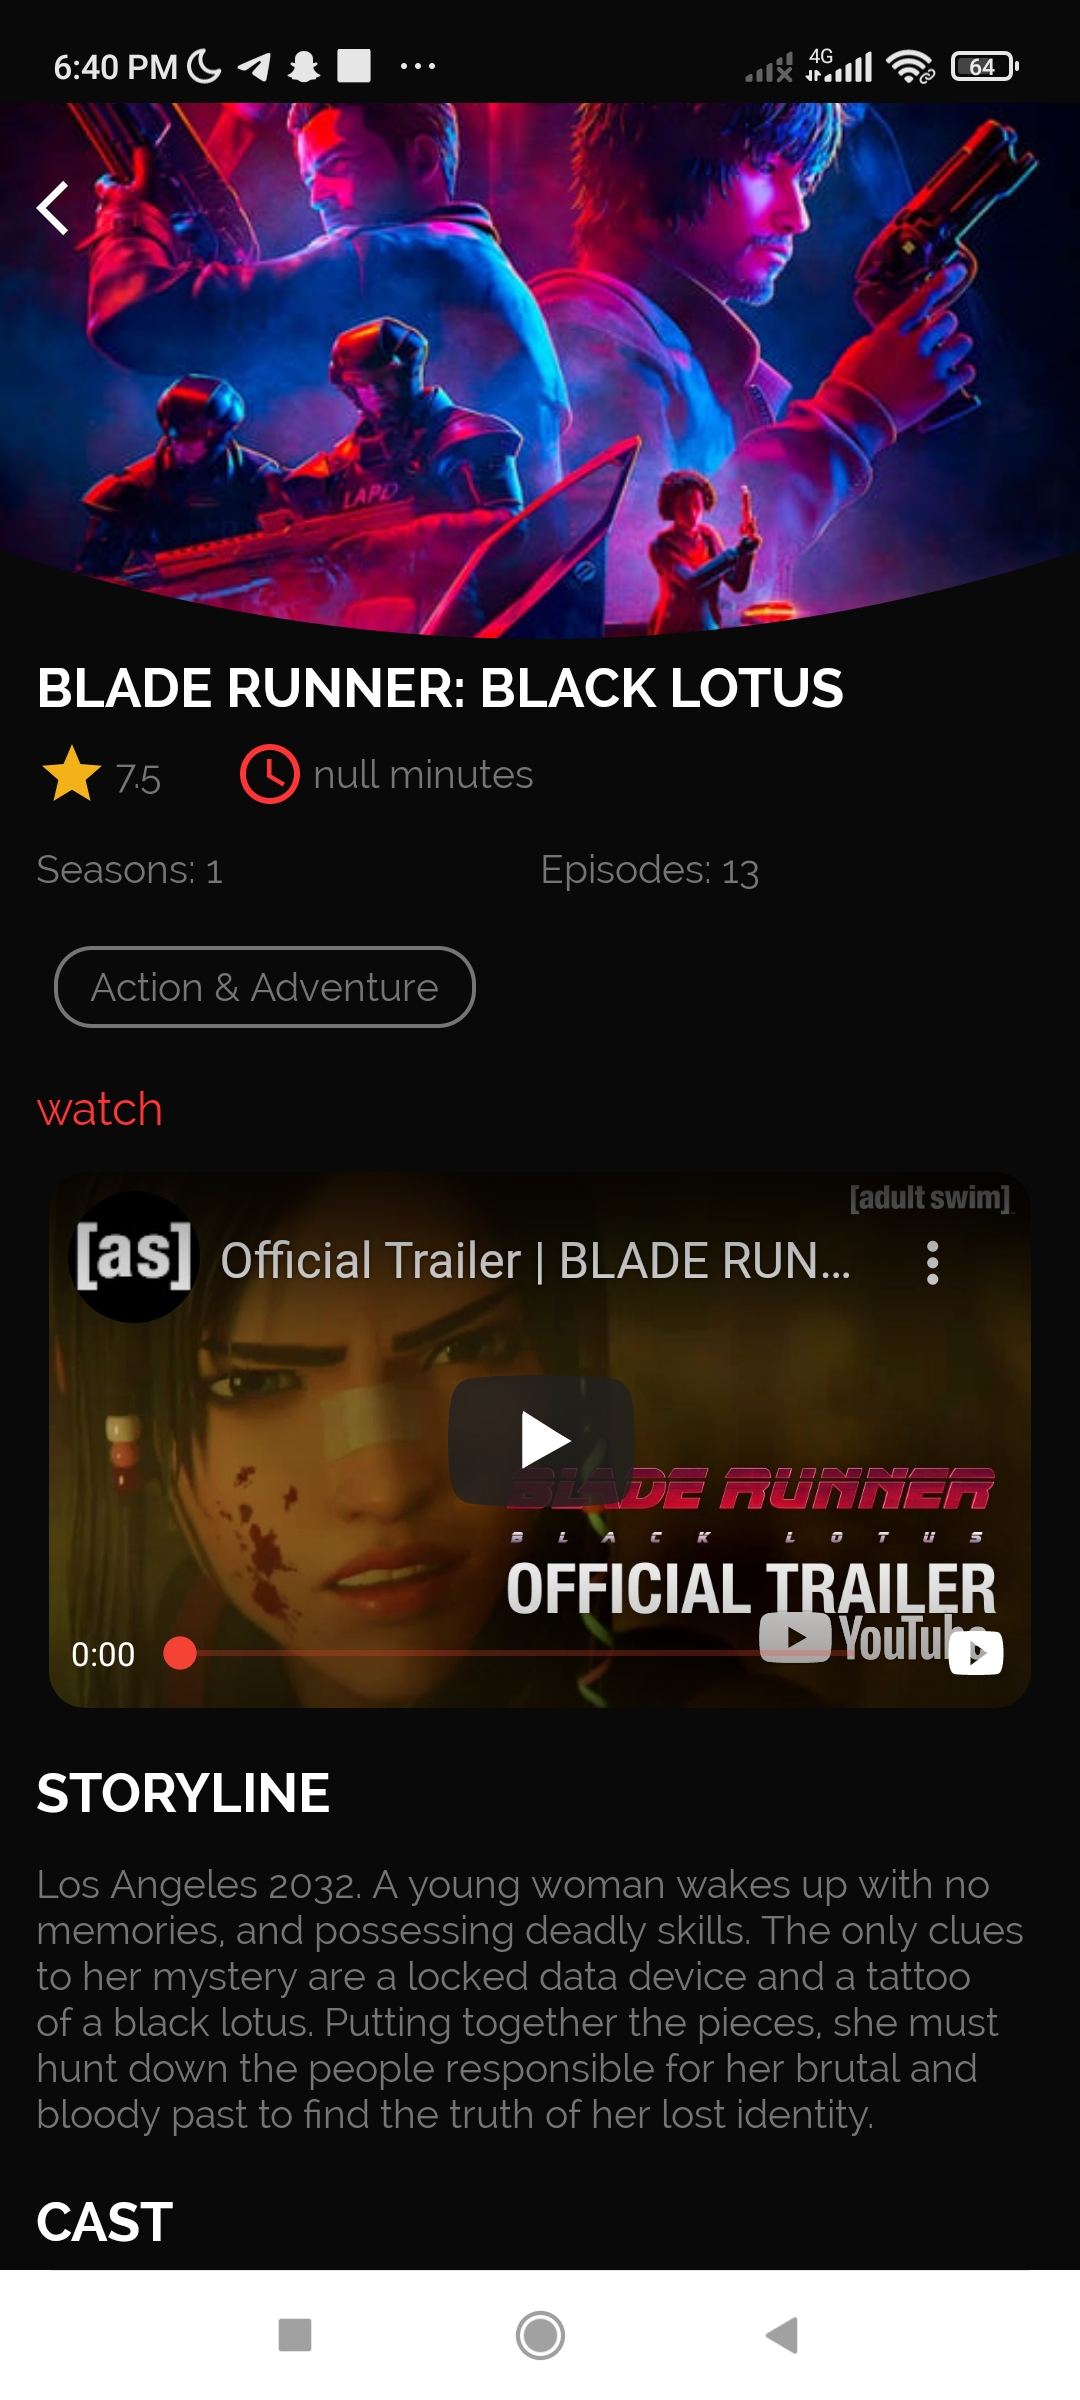 6:40 PM
4G
64
LAPD
BLADE RUNNER: BLACK LOTUS
7.5
null minutes
Seasons: 1
Episodes: 13
Action & Adventure
watch
[adult swim]
[as]
Official Trailer | BLADE RUN...
BLADE RUNNER
BLACK LOTUS
OFFICIAL TRAILER
YouTube
0:00
STORYLINE
Los Angeles 2032. A young woman wakes up with no
memories, and possessing deadly skills. The only clues
to her mystery are a locked data device and a tattoo
of a black lotus. Putting together the pieces, she must
hunt down the people responsible for her brutal and
bloody past to find the truth of her lost identity.
CAST